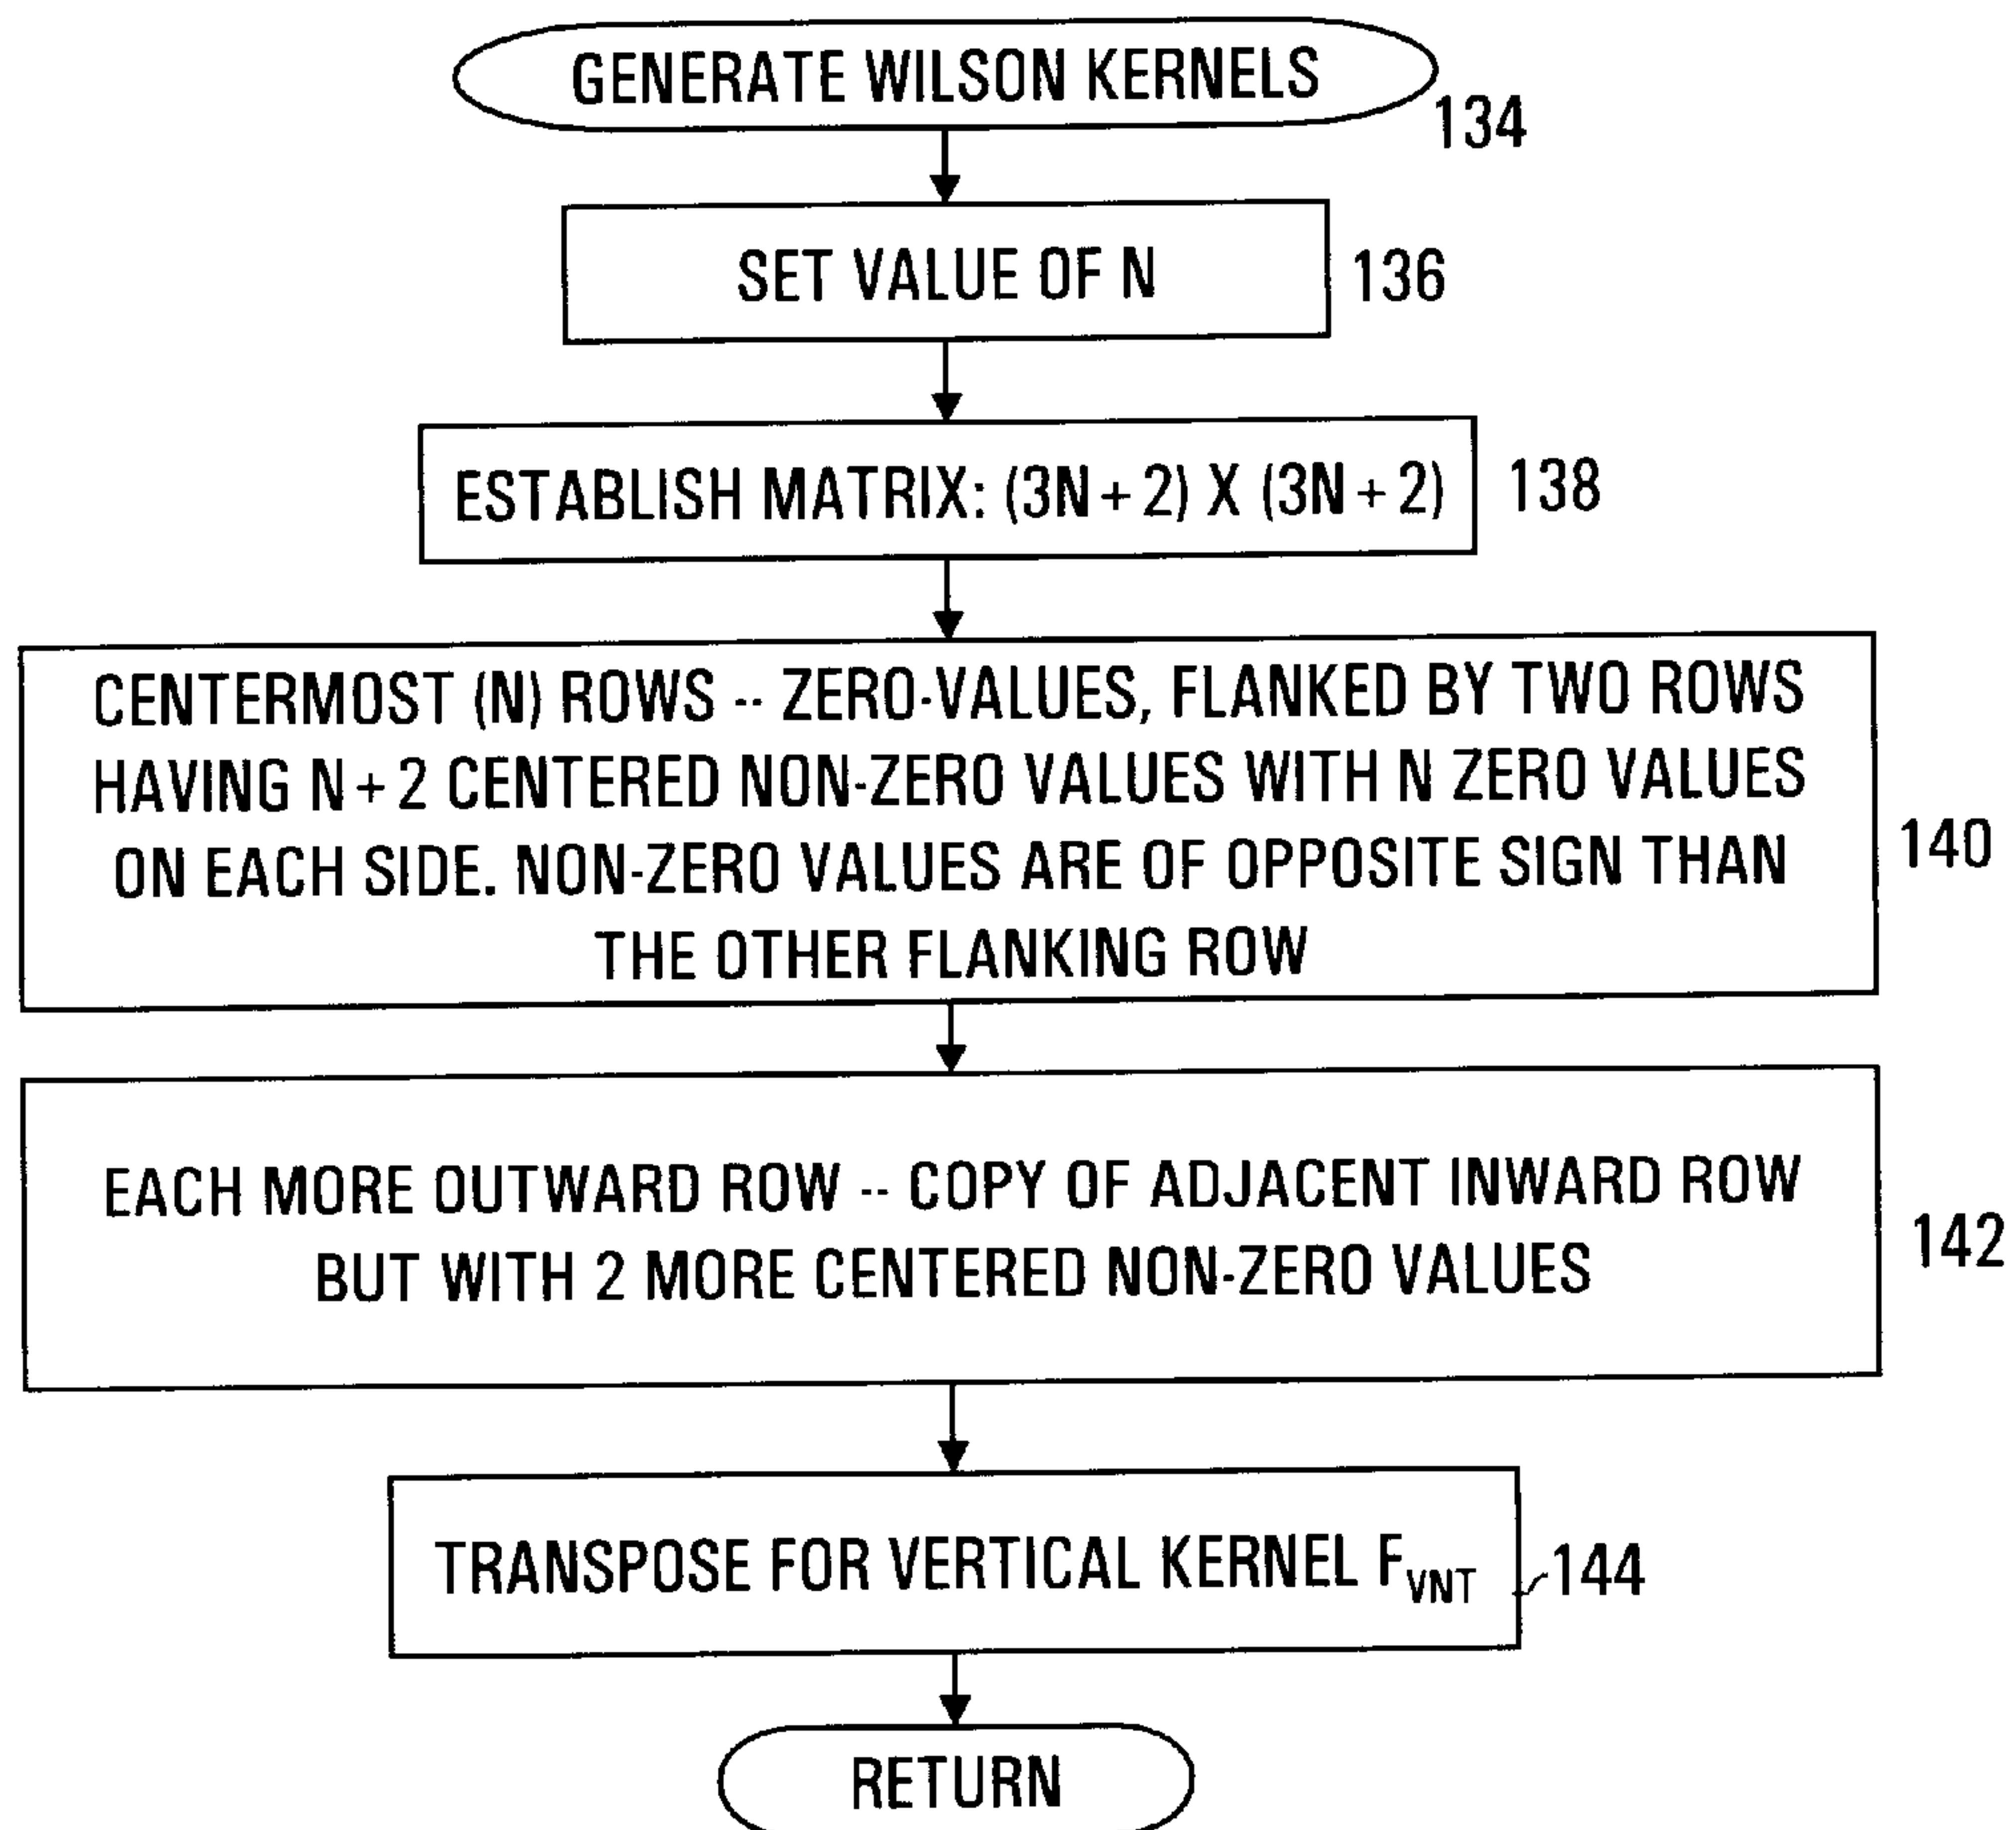 GENERATE WILSON KERNELS
134
SET VALUE OF N
136
ESTABLISH MATRIX: (3N + 2) X (3N + 2)
138
CENTERMOST (N) ROWS -- ZERO-VALUES, FLANKED BY TWO ROWS
HAVING N + 2 CENTERED NON-ZERO VALUES WITH N ZERO VALUES
ON EACH SIDE. NON-ZERO VALUES ARE OF OPPOSITE SIGN THAN
THE OTHER FLANKING ROW
140
EACH MORE OUTWARD ROW -- COPY OF ADJACENT INWARD ROW
BUT WITH 2 MORE CENTERED NON-ZERO VALUES
142
TRANSPOSE FOR VERTICAL KERNEL FVNT
144
RETURN